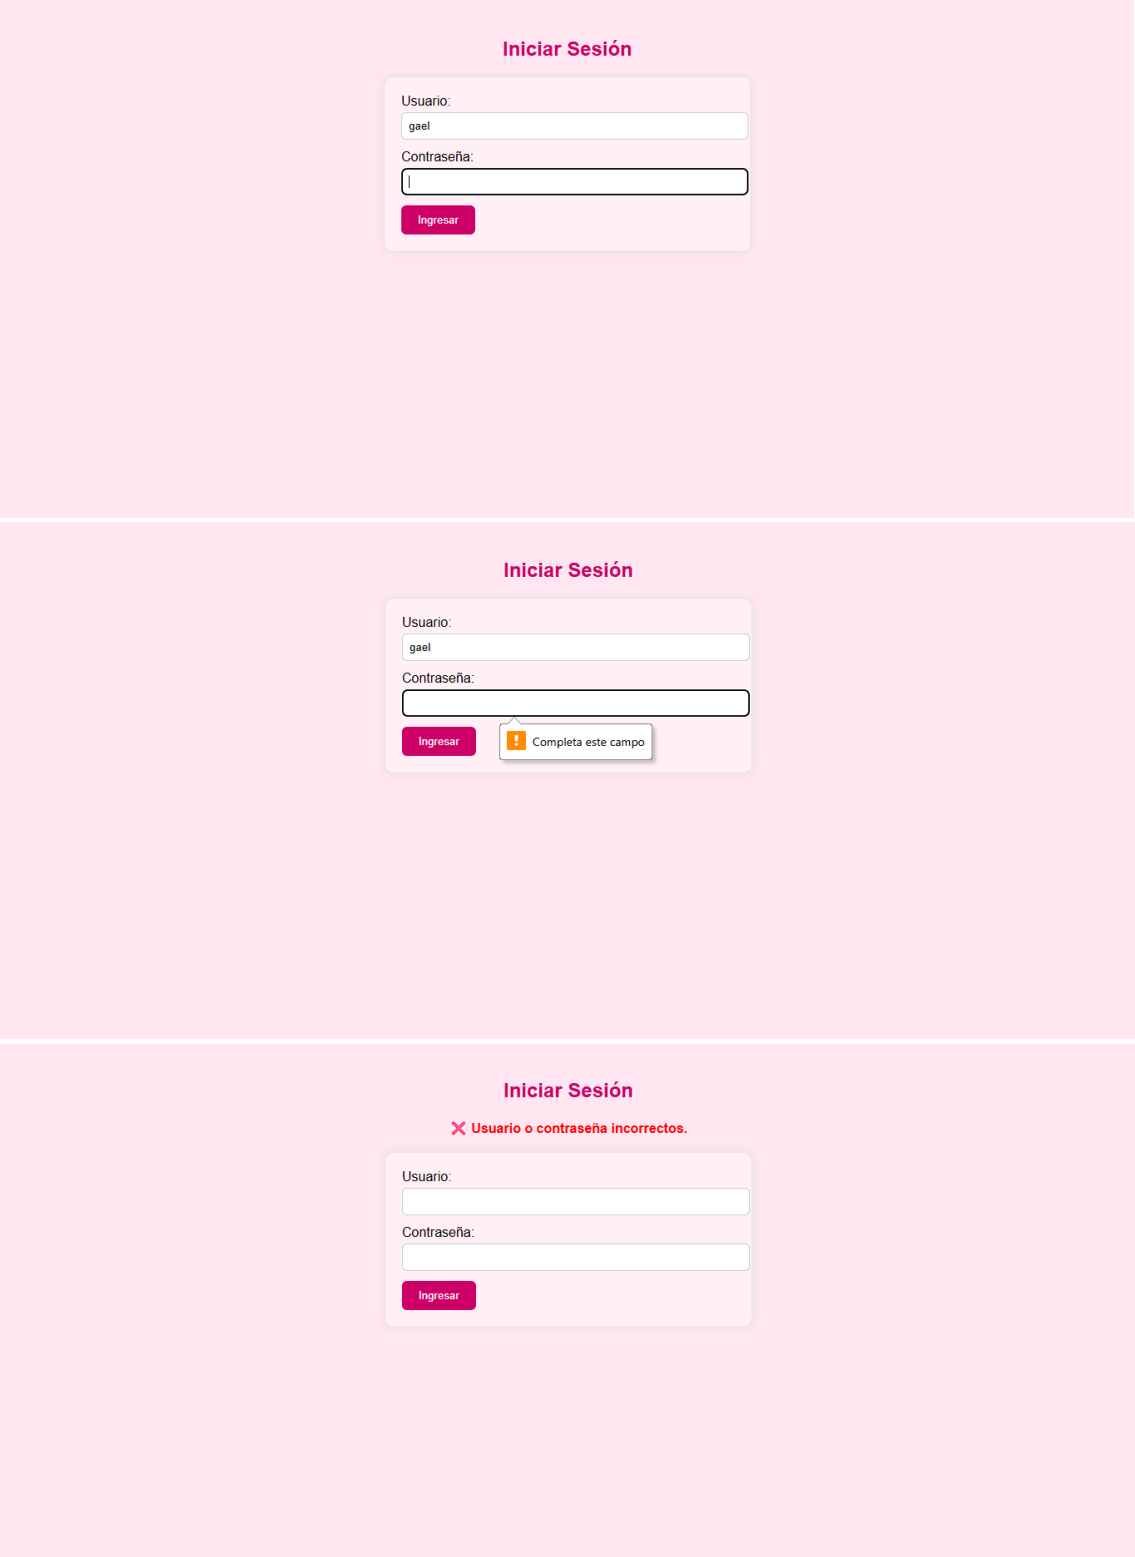 Iniciar Sesión
Usuario:
gael
Contraseña:
Ingresar
Iniciar Sesión
Usuario:
gael
Contraseña:
Ingresar
Completa este campo
Iniciar Sesión
❌ Usuario o contraseña incorrectos.
Usuario:
Contraseña:
Ingresar